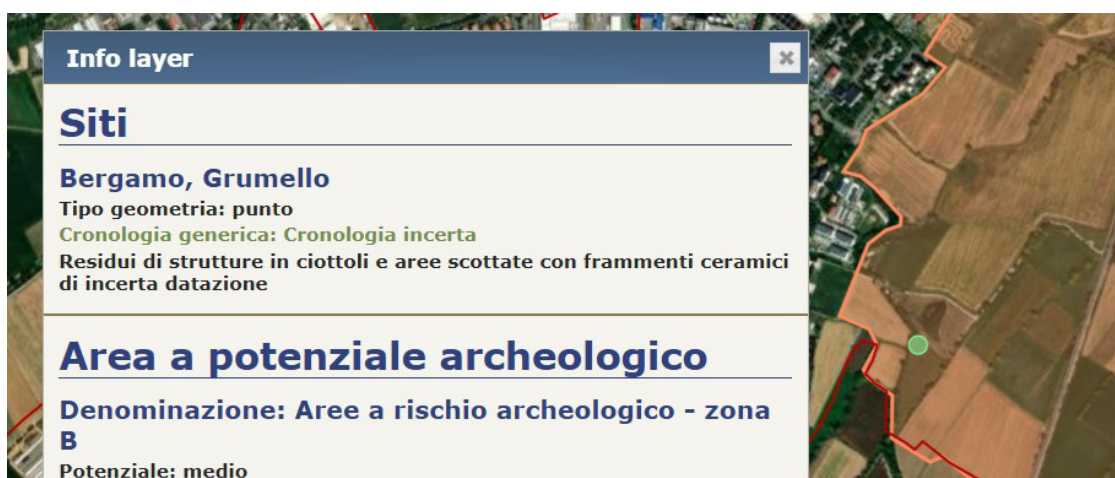 Info layer
Siti
Bergamo, Grumello
Tipo geometria: punto
Cronologia generica: Cronologia incerta
Residui di strutture in ciottoli e aree scottate con frammenti ceramici
di incerta datazione
Area a potenziale archeologico
Denominazione: Aree a rischio archeologico - zona
B
Potenziale: medio